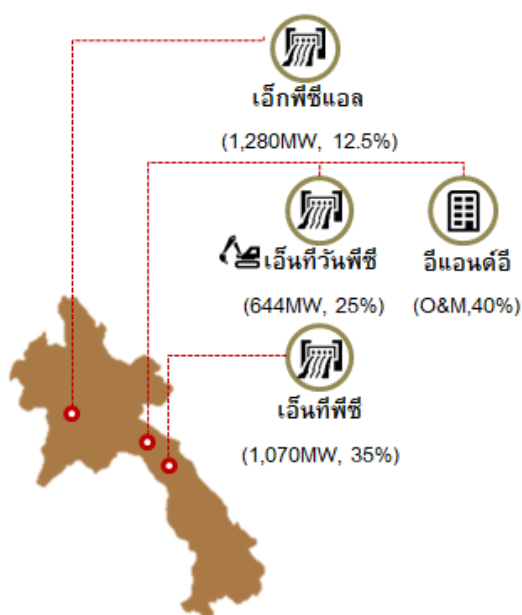 เอ็กพีซีแอล
(1,280MW, 12.5%)
เอ็นทีวันพีซี
(644MW, 25%)
อีแอนด์อี
(O&M,40%)
เอ็นทีพีซี
(1,070MW, 35%)